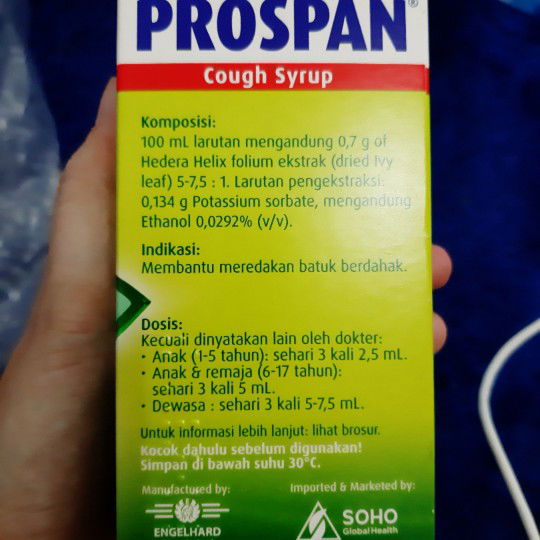 PROSPAN®
Cough Syrup
Komposisi:
100 mL larutan mengandung 0,7 g of
Hedera Helix folium ekstrak (dried Ivy
leaf) 5-7,5 : 1. Larutan pengekstraksi:
0,134 g Potassium sorbate, mengandung
Ethanol 0,0292% (v/v).
Indikasi:
Membantu meredakan batuk berdahak.
Dosis:
Kecuali dinyatakan lain oleh dokter:
• Anak (1-5 tahun): sehari 3 kali 2,5 mL.
• Anak & remaja (6-17 tahun):
sehari 3 kali 5 mL.
• Dewasa : sehari 3 kali 5-7,5 mL.
Untuk informasi lebih lanjut: lihat brosur.
Kocok dahulu sebelum digunakan!
Simpan di bawah suhu 30°C.
Manufactured by: Imported & Marketed by:
ENGELHARD SOHO
Global Health